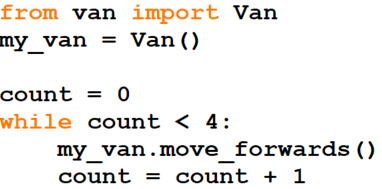 from van import Van
my_van = Van()

count = 0
while count < 4:
    my_van.move_forwards()
    count = count + 1